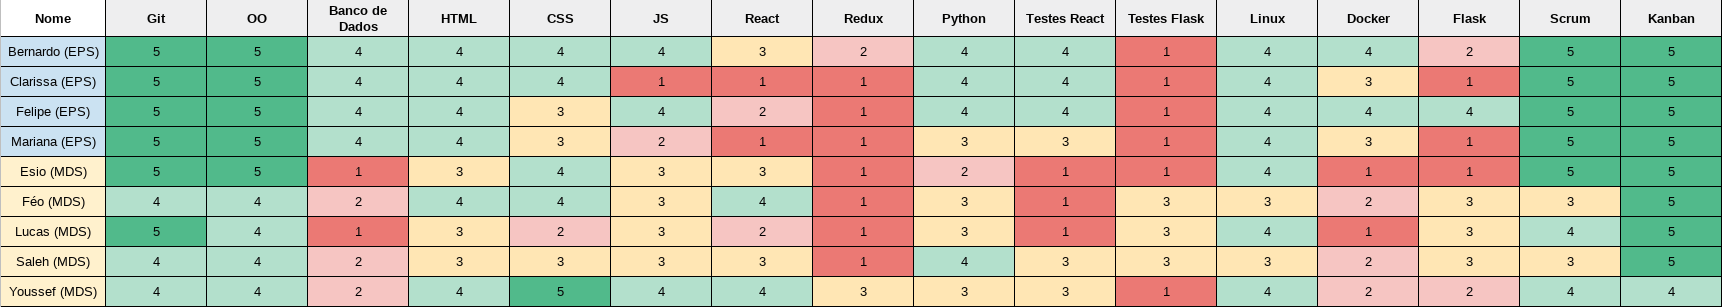 Nome Git OO Banco de Dados HTML CSS JS React Redux Python Testes React Testes Flask Linux Docker Flask Scrum Kanban
Bernardo (EPS) 5 5 4 4 4 4 3 2 4 4 1 4 4 2 5 5
Clarissa (EPS) 5 5 4 4 4 1 1 1 4 4 1 4 3 1 5 5
Felipe (EPS) 5 5 4 4 3 4 2 1 4 4 1 4 4 4 5 5
Mariana (EPS) 5 5 4 4 3 2 1 1 3 3 1 4 3 1 5 5
Esio (MDS) 5 5 1 3 4 3 3 1 2 1 1 4 1 1 5 5
Féo (MDS) 4 4 2 4 4 3 4 1 3 1 3 3 2 3 3 5
Lucas (MDS) 5 4 1 3 2 3 2 1 3 1 3 4 1 3 4 5
Saleh (MDS) 4 4 2 3 3 3 3 1 4 3 3 3 2 3 3 5
Youssef (MDS) 4 4 2 4 5 4 4 3 3 3 1 4 2 2 4 4